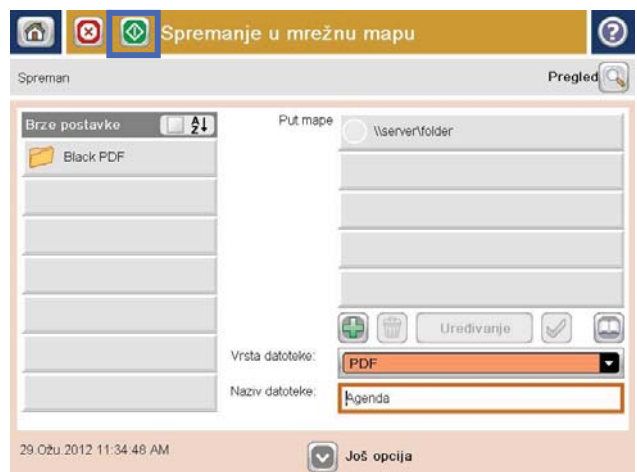 Spremanje u mrežnu mapu
Spreman
Pregled
Brze postavke
Black PDF
Put mape
\\server\folder
Uređivanje
Vrsta datoteke:
PDF
Naziv datoteke:
Agenda
29.Ožu.2012 11:34:48 AM
Još opcija